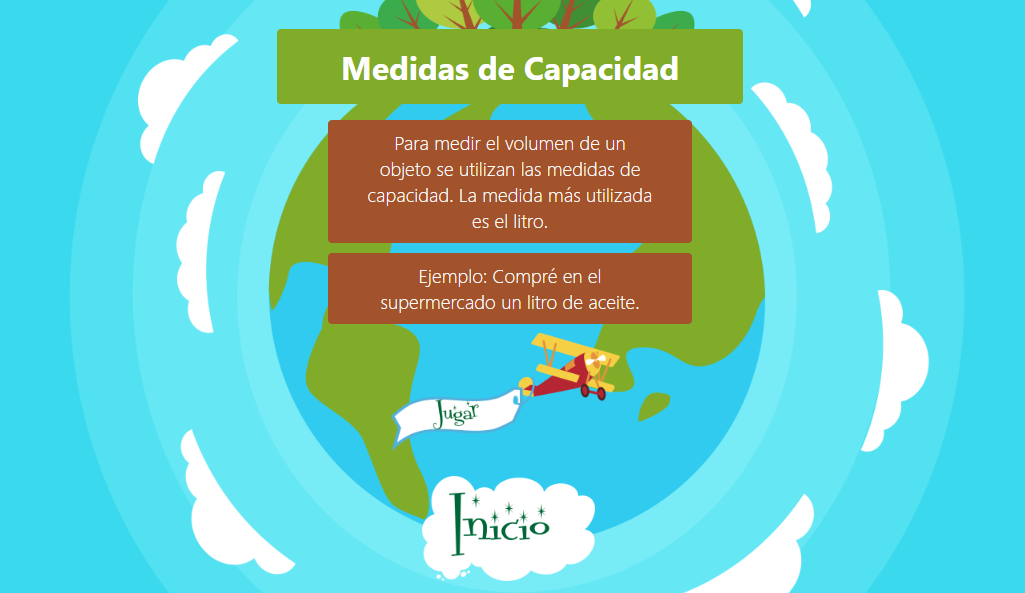 Medidas de Capacidad
Para medir el volumen de un
objeto se utilizan las medidas de
capacidad. La medida más utilizada
es el litro.
Ejemplo: Compré en el
supermercado un litro de aceite.
Jugar
Inicio